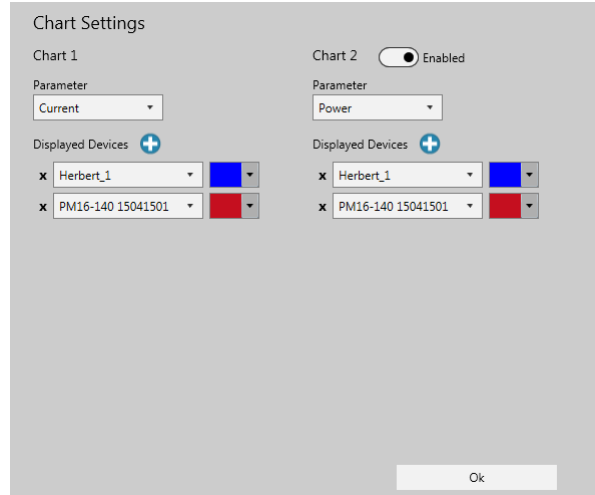 Chart Settings
Chart 1
Chart 2 Enabled
Parameter
Parameter
Current
Power
Displayed Devices
Displayed Devices
x Herbert_1
x Herbert_1
x PM16-140 15041501
x PM16-140 15041501
Ok